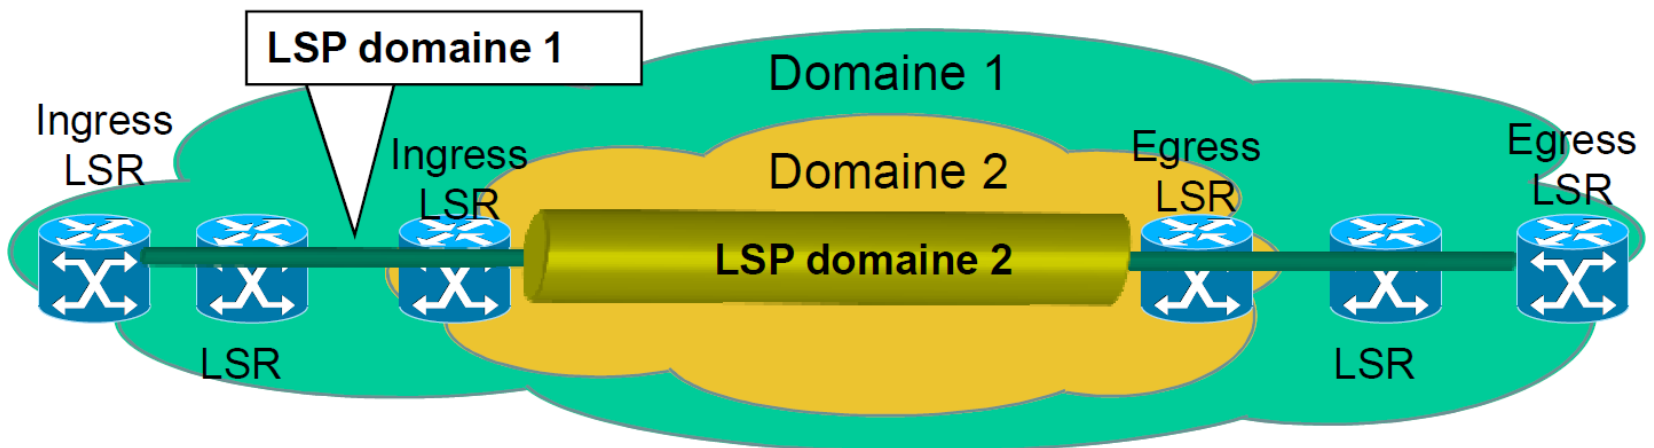 LSP domaine 1
Domaine 1
Ingress
LSR
Ingress
LSR
Domaine 2
Egress
LSR
Egress
LSR
LSP domaine 2
LSR
LSR